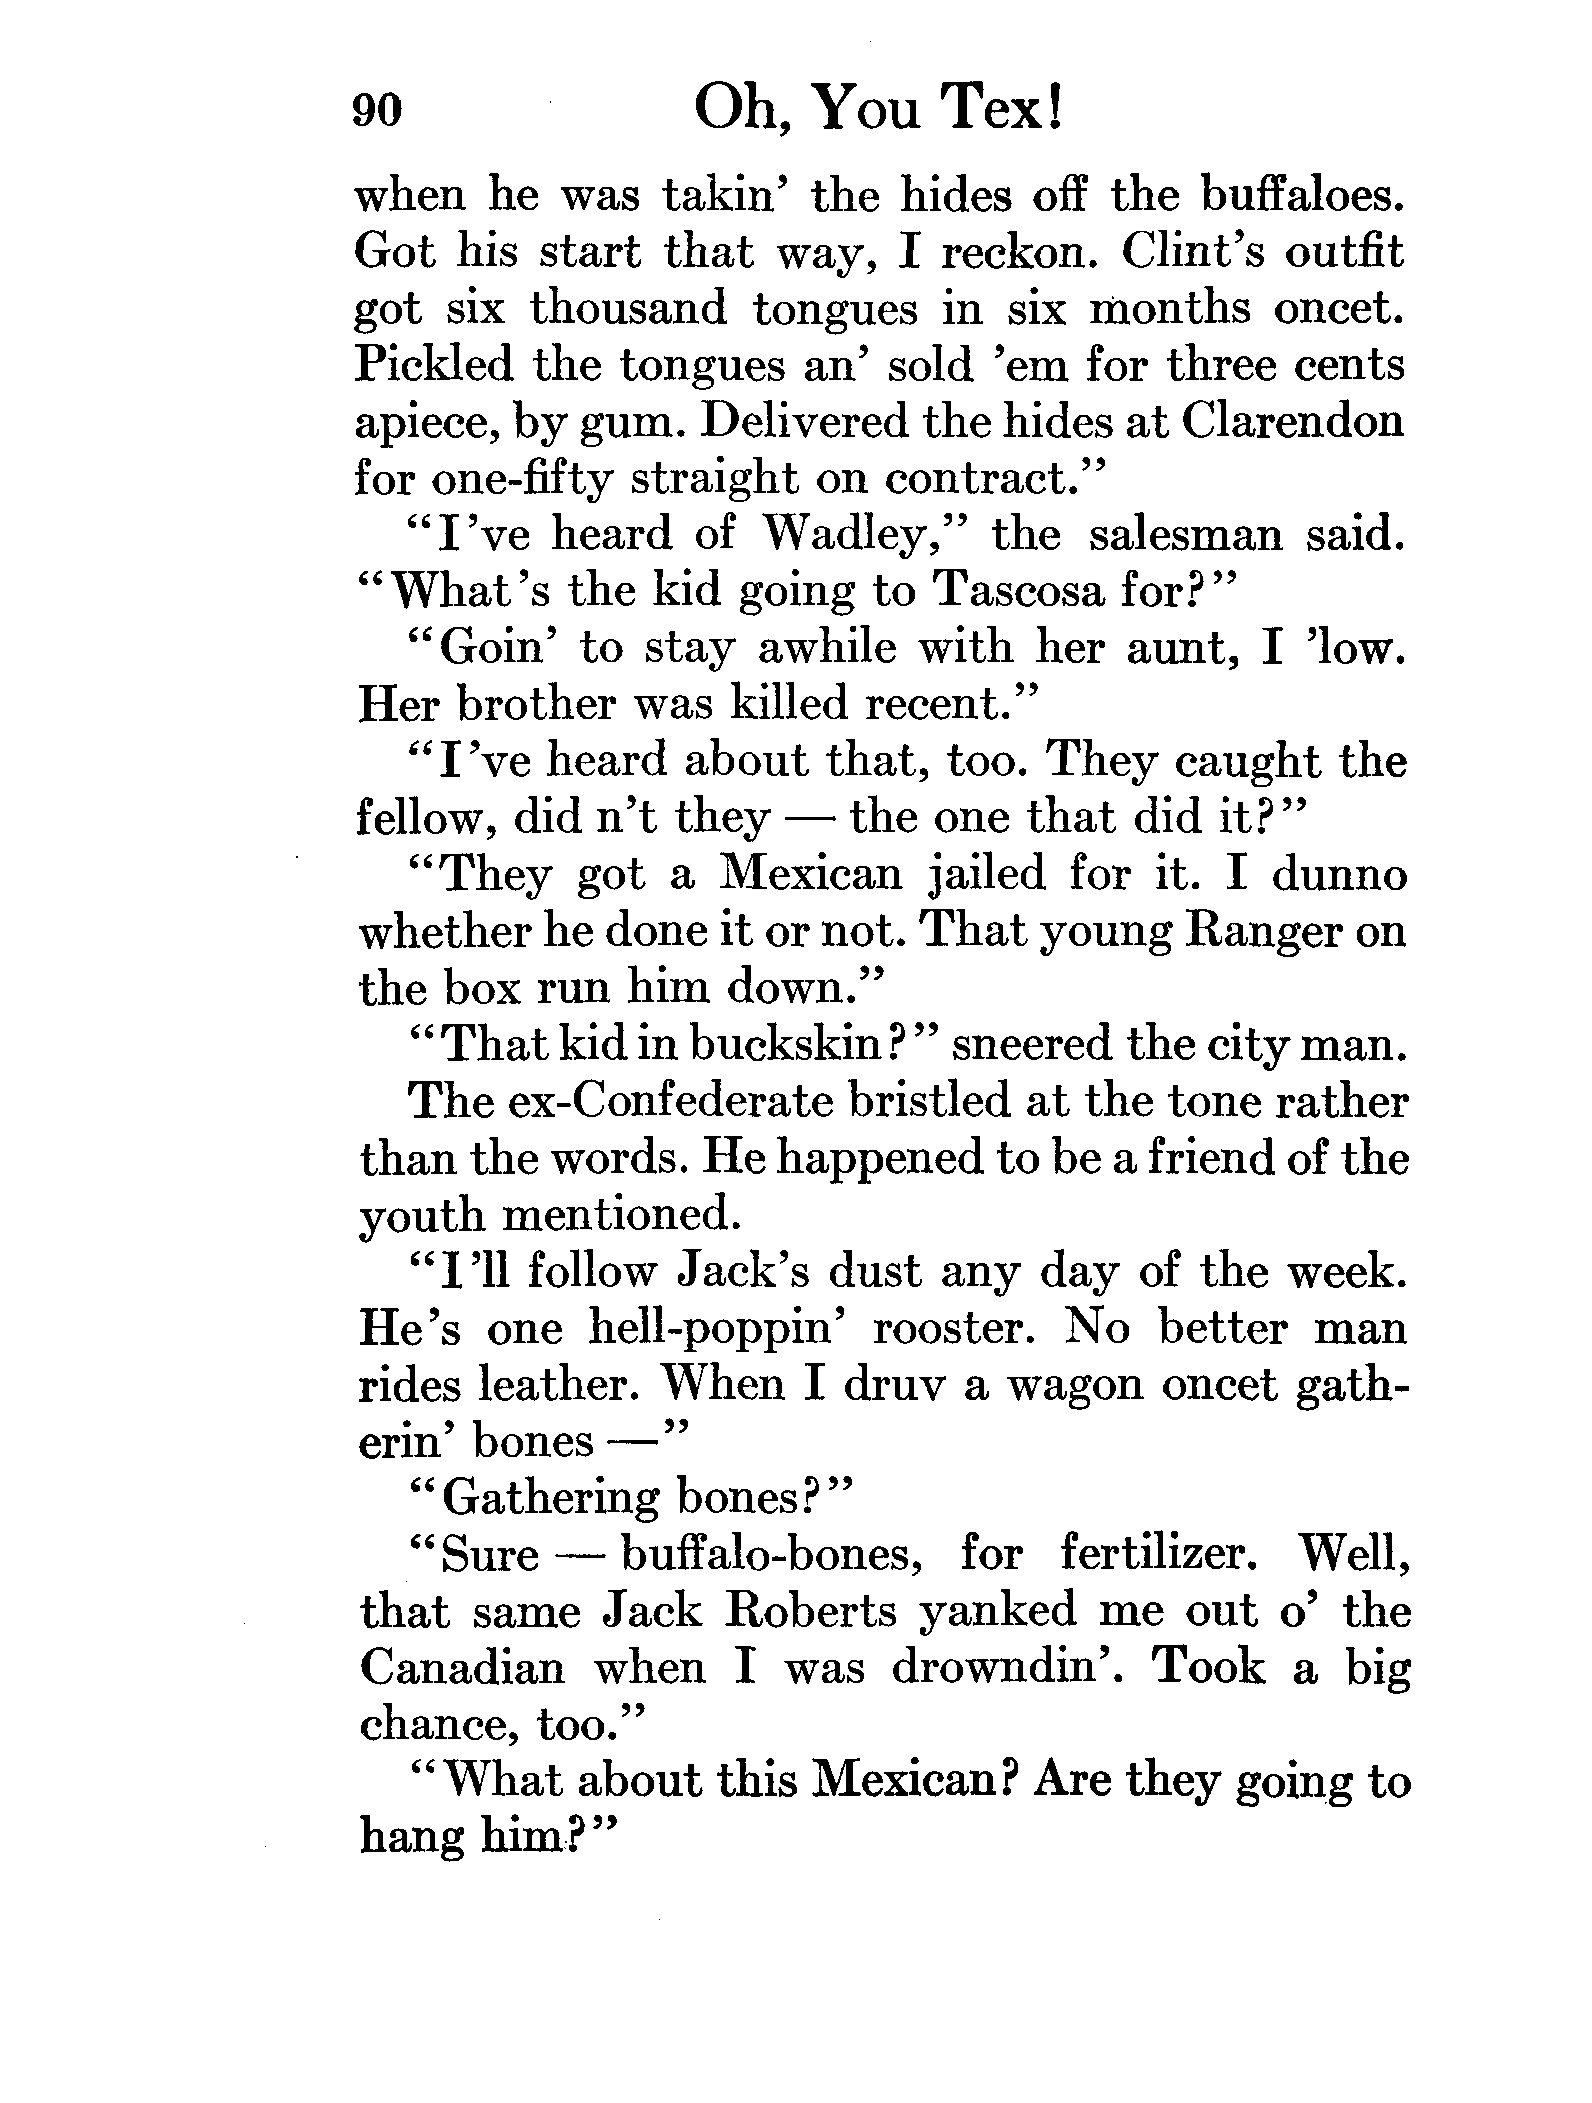 90 Oh, You Tex!
when he was takin’ the hides off the buffaloes.
Got his start that way, I reckon. Clint’s outfit
got six thousand tongues in six months oncet.
Pickled the tongues an’ sold ’em for three cents
apiece, by gum. Delivered the hides at Clarendon
for one-fifty straight on contract.”
“I’ve heard of Wadley,” the salesman said.
“What’s the kid going to Tascosa for?”
“Goin’ to stay awhile with her aunt, I ’low.
Her brother was killed recent.”
“I’ve heard about that, too. They caught the
fellow, did n’t they — the one that did it?”
“They got a Mexican jailed for it. I dunno
whether he done it or not. That young Ranger on
the box run him down.”
“That kid in buckskin?” sneered the city man.
The ex-Confederate bristled at the tone rather
than the words. He happened to be a friend of the
youth mentioned.
“I’ll follow Jack’s dust any day of the week.
He’s one hell-poppin’ rooster. No better man
rides leather. When I druv a wagon oncet gath-
erin’ bones —”
“Gathering bones?”
“Sure — buffalo-bones, for fertilizer. Well,
that same Jack Roberts yanked me out o’ the
Canadian when I was drowndin’. Took a big
chance, too.”
“What about this Mexican? Are they going to
hang him?”